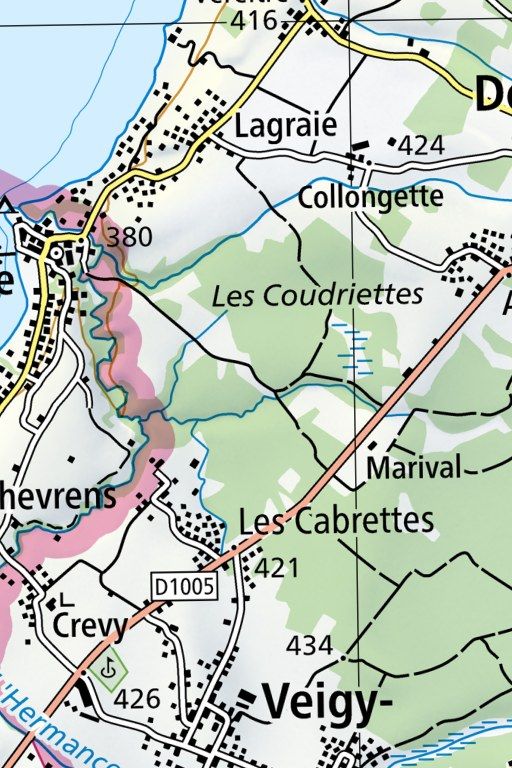 416
Lagraie
424
Collongette
380
Les Coudriettes
Marival
hevrens
Les Cabrettes
421
D1005
Crevy
434
426
Veigy-
l'Hermance